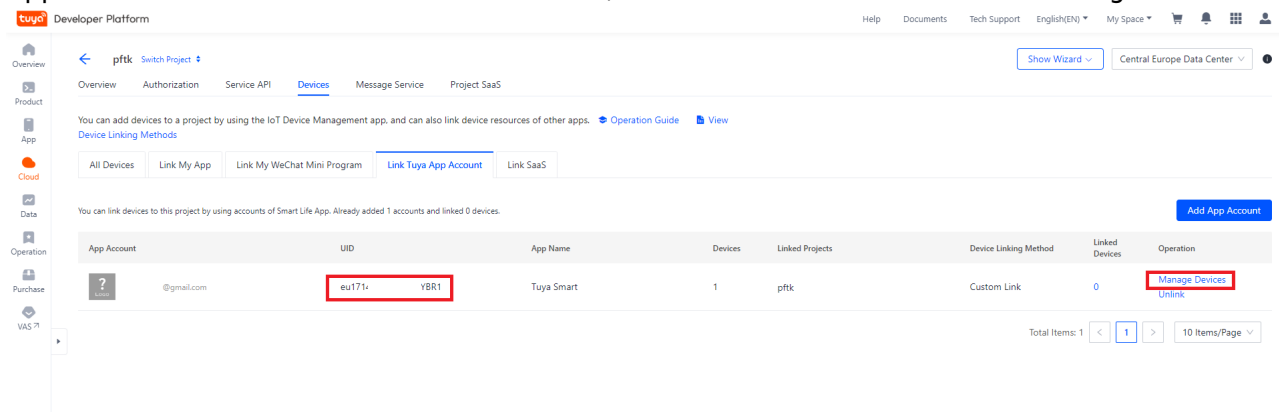 tuya Developer Platform Help Documents Tech Support English(EN) My Space
Overview
Product
App
Cloud
Data
Operation
Purchase
VAS
pftk Switch Project Show Wizard Central Europe Data Center
Overview Authorization Service API Devices Message Service Project SaaS
You can add devices to a project by using the IoT Device Management app, and can also link device resources of other apps. Operation Guide View
Device Linking Methods
All Devices Link My App Link My WeChat Mini Program Link Tuya App Account Link SaaS
You can link devices to this project by using accounts of Smart Life App. Already added 1 accounts and linked 0 devices. Add App Account
App Account UID App Name Devices Linked Projects Device Linking Method Linked Devices Operation
? @gmail.com eu1714 YBR1 Tuya Smart 1 pftk Custom Link 0 Manage Devices
Unlink
Total Items: 1 < 1 > 10 Items/Page